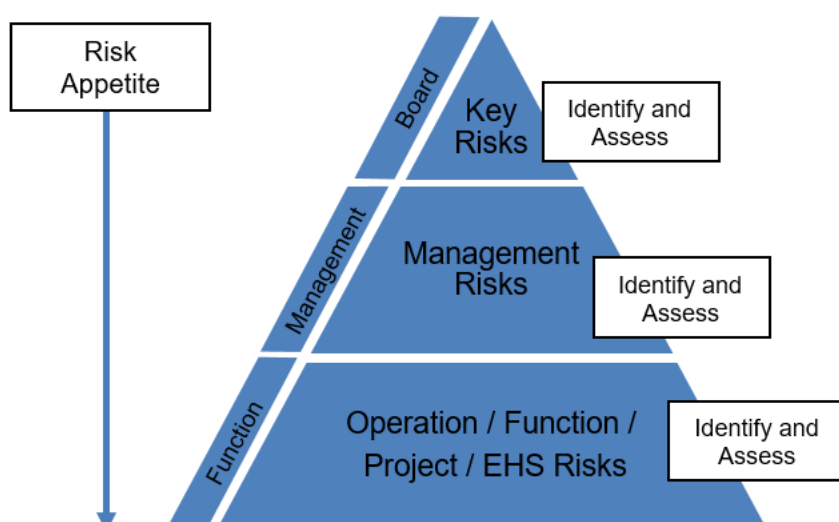 Risk
Appetite
Board
Key
Risks
Identify and
Assess
Management
Management
Risks
Identify and
Assess
Function
Operation / Function /
Project / EHS Risks
Identify and
Assess